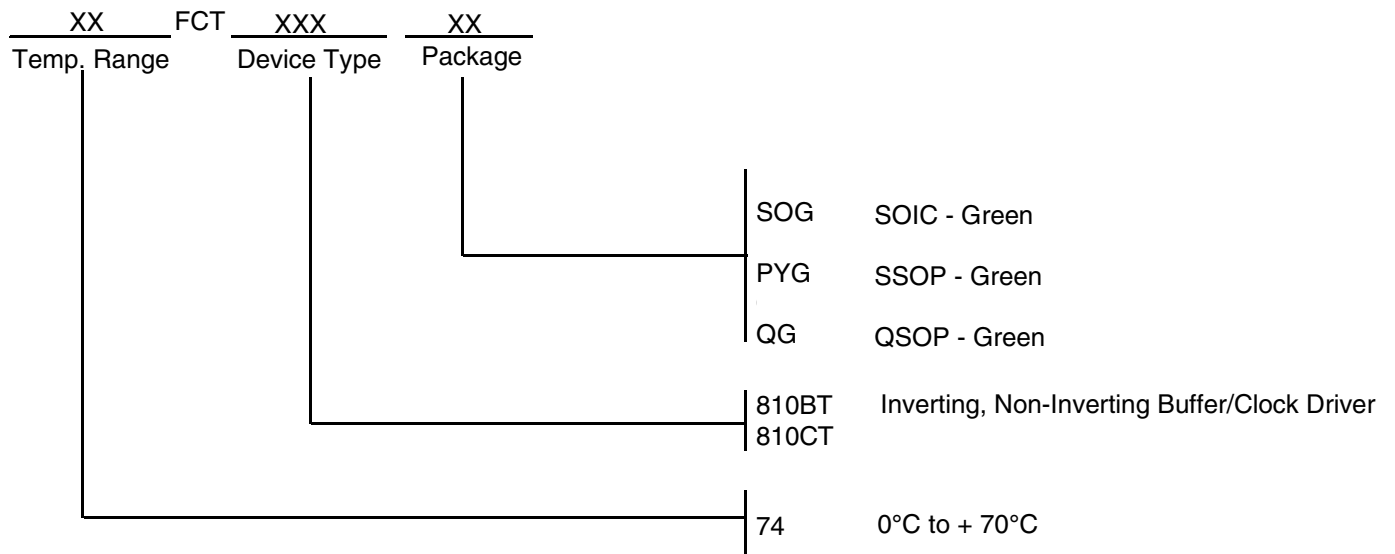 XX FCT XXX XX
Temp. Range Device Type Package
SOG SOIC - Green
PYG SSOP - Green
QG QSOP - Green
810BT Inverting, Non-Inverting Buffer/Clock Driver
810CT
74 0°C to + 70°C